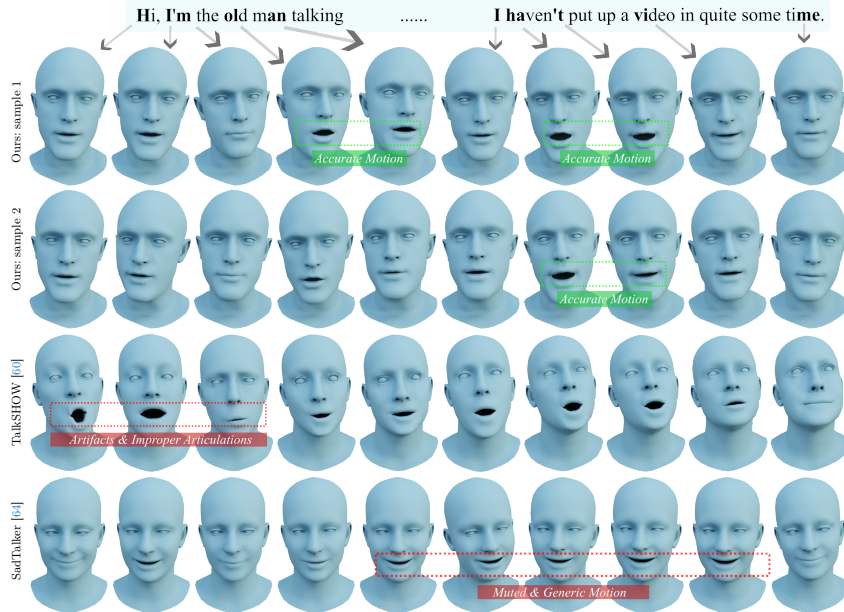 Hi, I'm the old man talking ...... I haven't put up a video in quite some time.
Ours: sample 1
Accurate Motion Accurate Motion
Ours: sample 2
Accurate Motion
TalkSHOW [60]
Artifacts & Improper Articulations
SadTalker [64]
Muted & Generic Motion